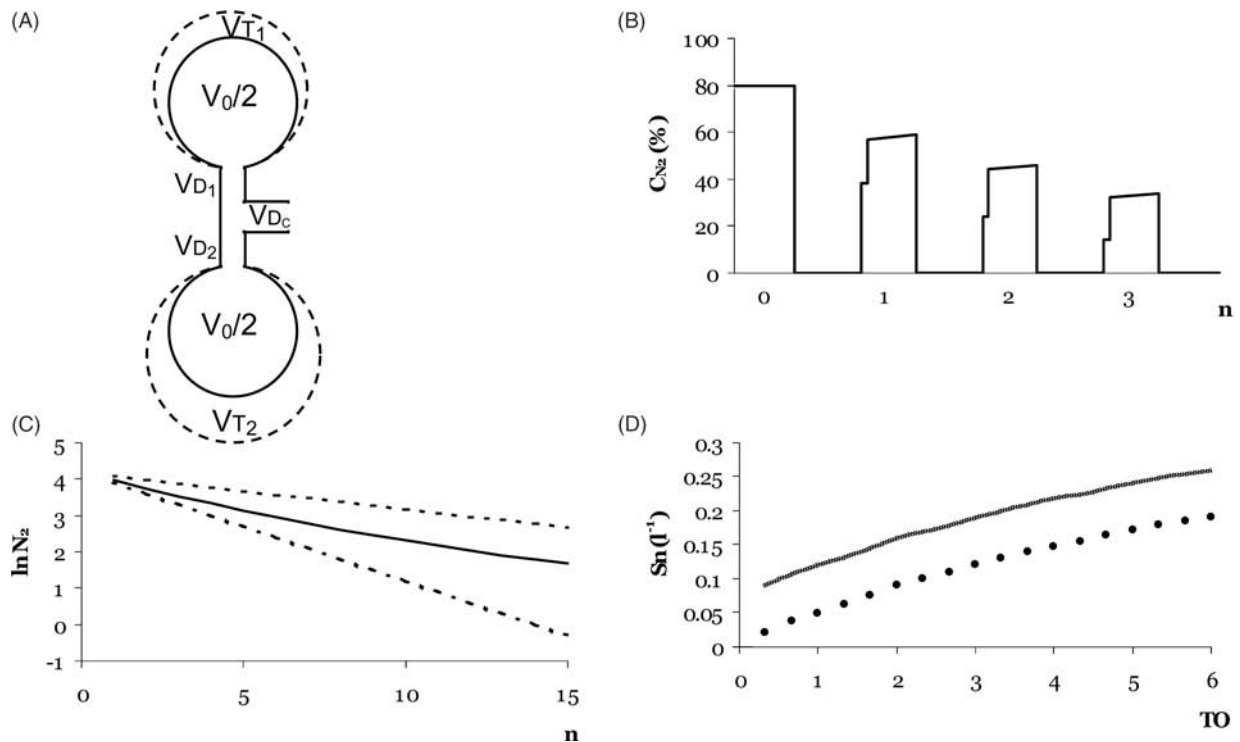 (A)
VT1
V0/2
VD1
VDC
VD2
V0/2
VT2
(B)
100
80
60
40
20
0
CN2 (%)
0 1 2 3
n
(C)
5
4
3
2
1
0
-1
lnN2
0 5 10 15
n
(D)
0.3
0.25
0.2
0.15
0.1
0.05
0
Sn(l-1)
0 1 2 3 4 5 6
TO